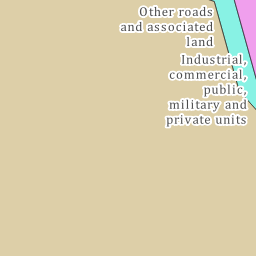 Other roads
and associated
land
Industrial,
commercial,
public,
military and
private units